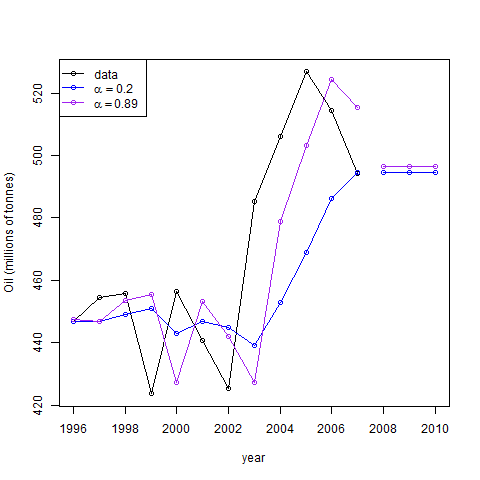 data
α = 0.2
α = 0.89
Oil (millions of tonnes)
520
500
480
460
440
420
1996 1998 2000 2002 2004 2006 2008 2010
year